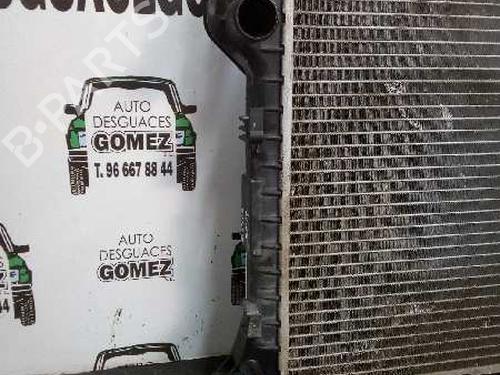 B-PARTS
AUTO
DESGUACES
GOMEZ
T. 96 667 88 44
AUTO
DESGUACES
GOMEZ